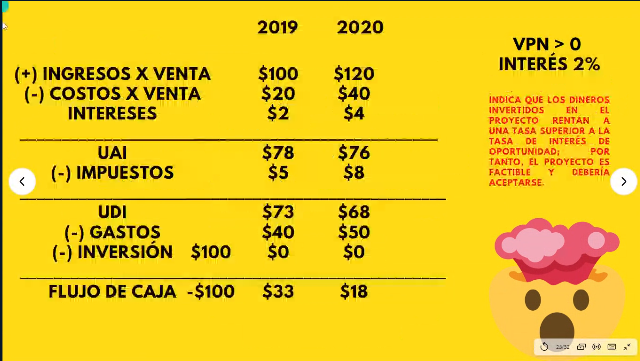 2019 2020
(+) INGRESOS X VENTA $100 $120
(-) COSTOS X VENTA $20 $40
INTERESES $2 $4
UAI $78 $76
(-) IMPUESTOS $5 $8
UDI $73 $68
(-) GASTOS $40 $50
(-) INVERSIÓN $100 $0 $0
FLUJO DE CAJA -$100 $33 $18
VPN > 0
INTERÉS 2%
INDICA QUE LOS DINEROS
INVERTIDOS EN EL
PROYECTO RENTAN A
UNA TASA SUPERIOR A LA
TASA DE INTERÉS DE
OPORTUNIDAD; POR
TANTO, EL PROYECTO ES
FACTIBLE Y DEBERÍA
ACEPTARSE.